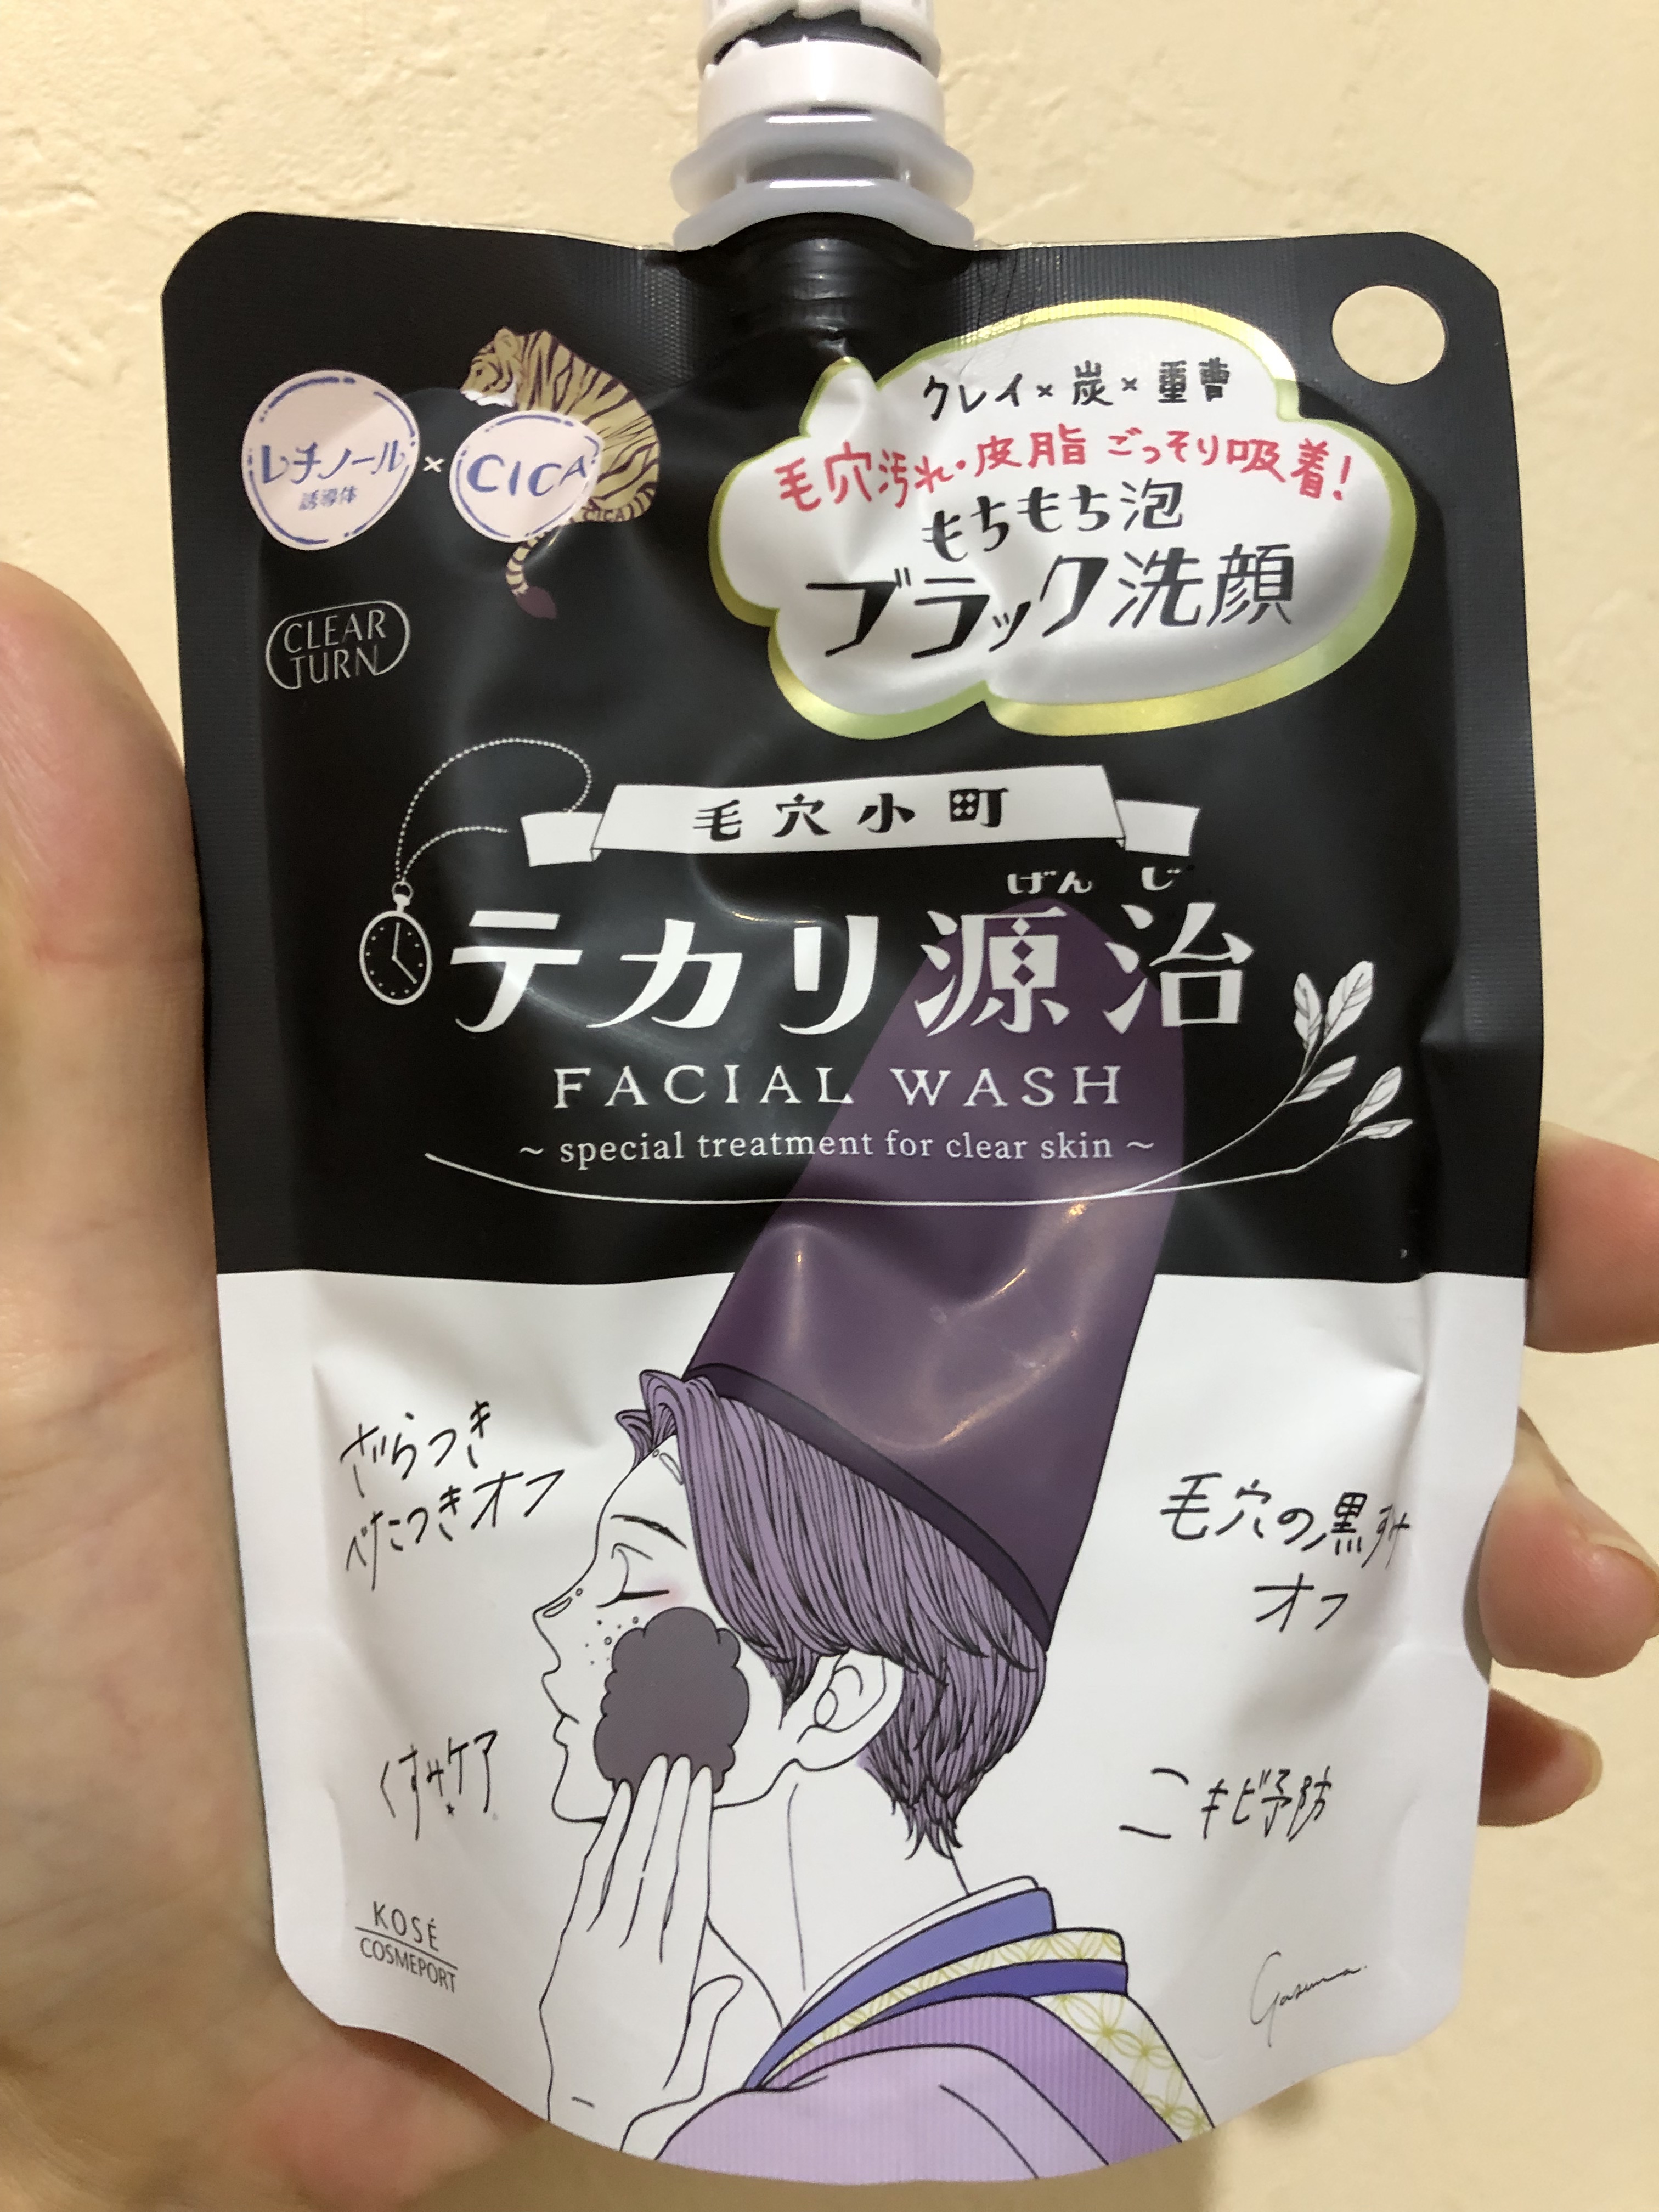 レチノール
誘導体
×
CICA
CICA
CLEAR
TURN
クレイ×炭×重曹
毛穴汚れ・皮脂 ごっそり吸着!
もちもち泡
ブラック洗顔
毛穴小町
げんじ
テカリ源治
FACIAL WASH
~ special treatment for clear skin ~
ざらつき
べたつきオフ
毛穴の黒ずみ
オフ
くすみケア
ニキビ予防
KOSÉ
COSMEPORT
Gasuma.